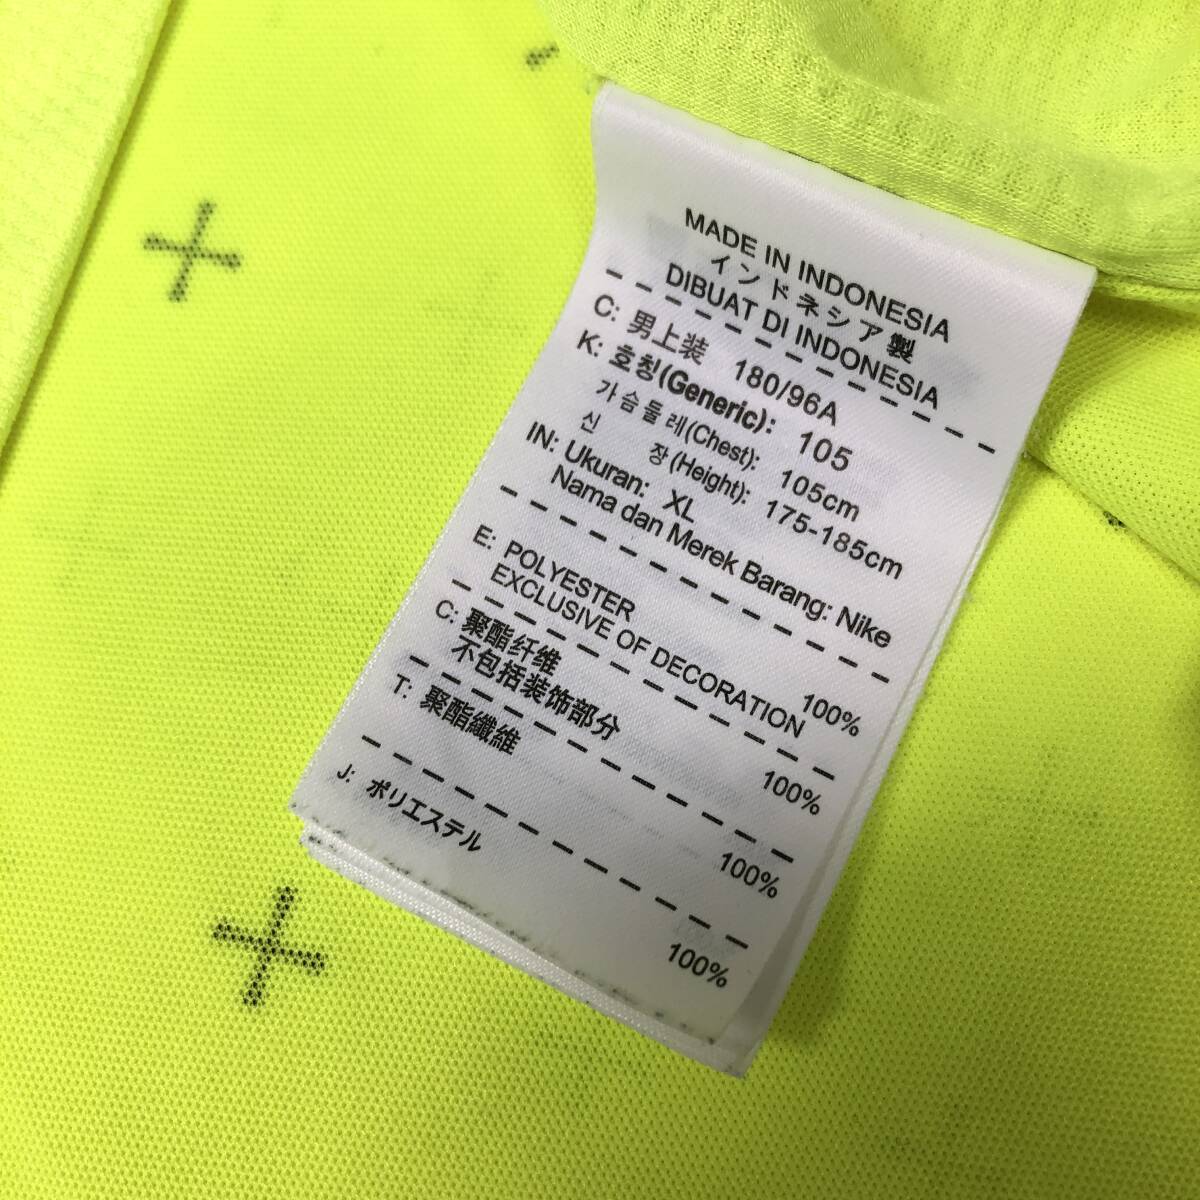 MADE IN INDONESIA
インドネシア製
DIBUAT DI INDONESIA
C: 男上装 180/96A
K: 호칭(Generic): 105
가슴둘레(Chest): 105cm
신 장(Height): 175-185cm
IN: Ukuran: XL
Nama dan Merek Barang: Nike
E: POLYESTER 100%
EXCLUSIVE OF DECORATION
C: 聚酯纤维 100%
不包括装饰部分
T: 聚酯纖維 100%
J: ポリエステル 100%